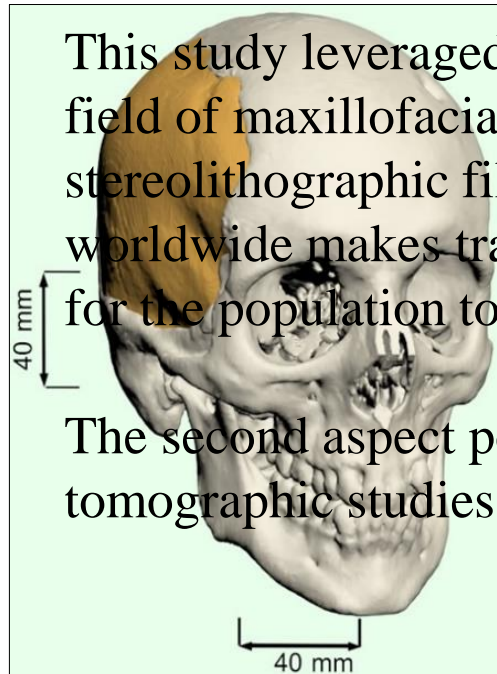 This study leveraged
field of maxillofacia
stereolithographic fil
worldwide makes tra
for the population to
40 mm
The second aspect p
tomographic studies
40 mm